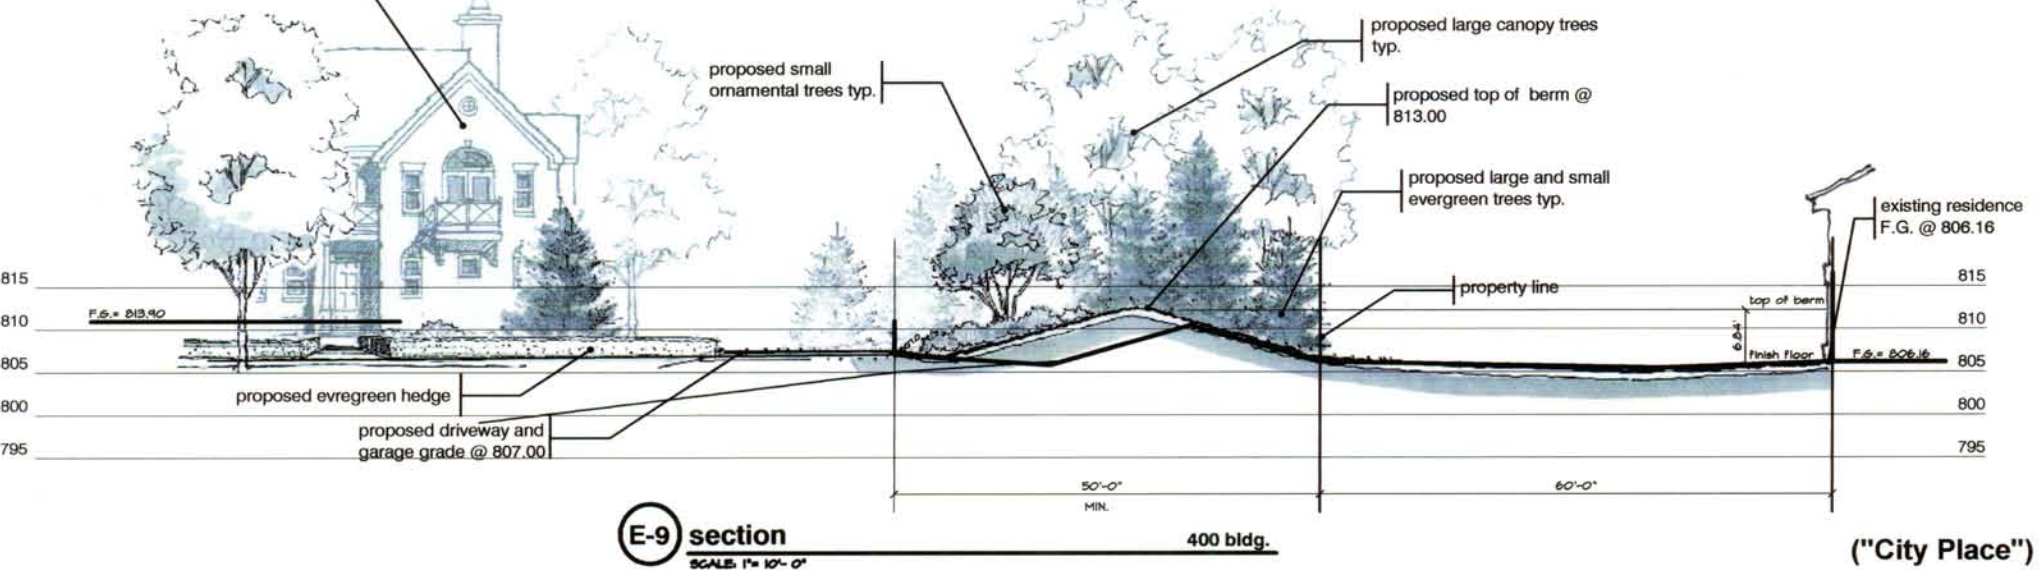 proposed large canopy trees
typ.
proposed small
ornamental trees typ.
proposed top of berm @
813.00
proposed large and small
evergreen trees typ.
existing residence
F.G. @ 806.16
property line
815
815
top of berm
F.G.= 813.90
810
810
6.84'
finish floor
F.G.= 806.16
805
805
proposed evregreen hedge
800
800
proposed driveway and
garage grade @ 807.00
795
795
50'-0"
MIN.
60'-0"
E-9 section
400 bldg.
SCALE: 1"= 10'- 0"
("City Place")